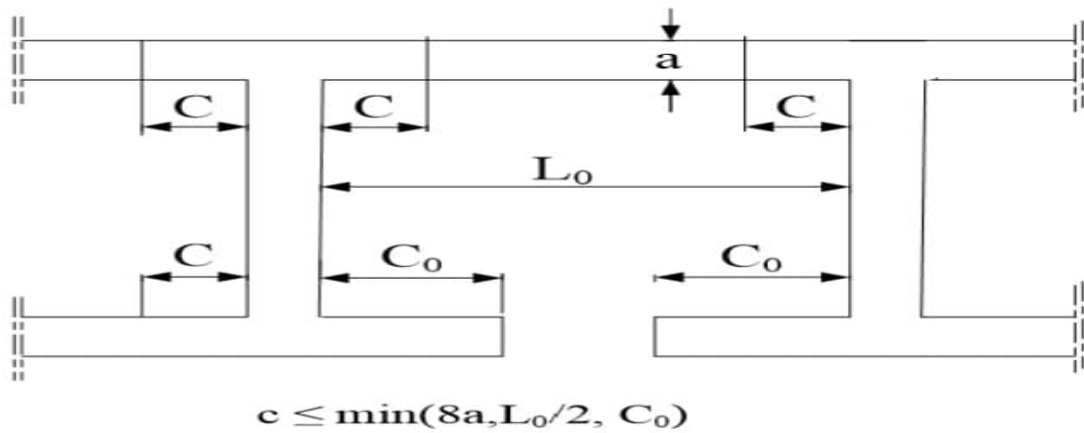 a
C C C
L₀
C C₀ C₀
c ≤ min(8a,L₀/2, C₀)